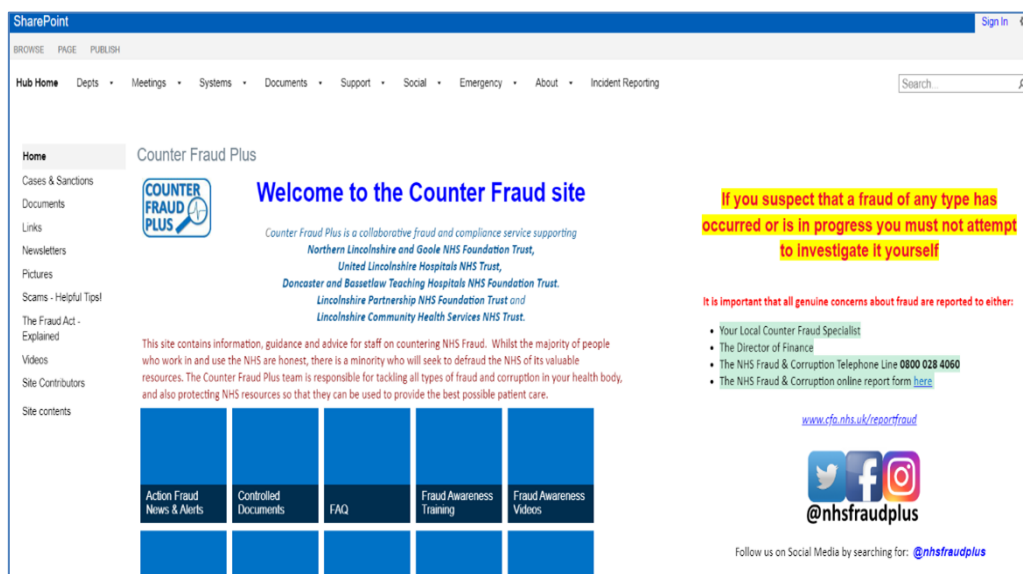 SharePoint
Sign In
BROWSE PAGE PUBLISH
Hub Home Depts Meetings Systems Documents Support Social Emergency About Incident Reporting
Search...
Home
Cases & Sanctions
Documents
Links
Newsletters
Pictures
Scams - Helpful Tips!
The Fraud Act -
Explained
Videos
Site Contributors
Site contents
Counter Fraud Plus
COUNTER
FRAUD
PLUS
Welcome to the Counter Fraud site
Counter Fraud Plus is a collaborative fraud and compliance service supporting
Northern Lincolnshire and Goole NHS Foundation Trust,
United Lincolnshire Hospitals NHS Trust,
Doncaster and Bassetlaw Teaching Hospitals NHS Foundation Trust.
Lincolnshire Partnership NHS Foundation Trust and
Lincolnshire Community Health Services NHS Trust.
This site contains information, guidance and advice for staff on countering NHS Fraud. Whilst the majority of people
who work in and use the NHS are honest, there is a minority who will seek to defraud the NHS of its valuable
resources. The Counter Fraud Plus team is responsible for tackling all types of fraud and corruption in your health body,
and also protecting NHS resources so that they can be used to provide the best possible patient care.
Action Fraud
News & Alerts
Controlled
Documents
FAQ
Fraud Awareness
Training
Fraud Awareness
Videos
If you suspect that a fraud of any type has
occurred or is in progress you must not attempt
to investigate it yourself
It is important that all genuine concerns about fraud are reported to either:
• Your Local Counter Fraud Specialist
• The Director of Finance
• The NHS Fraud & Corruption Telephone Line 0800 028 4060
• The NHS Fraud & Corruption online report form here
www.cfa.nhs.uk/reportfraud
@nhsfraudplus
Follow us on Social Media by searching for: @nhsfraudplus